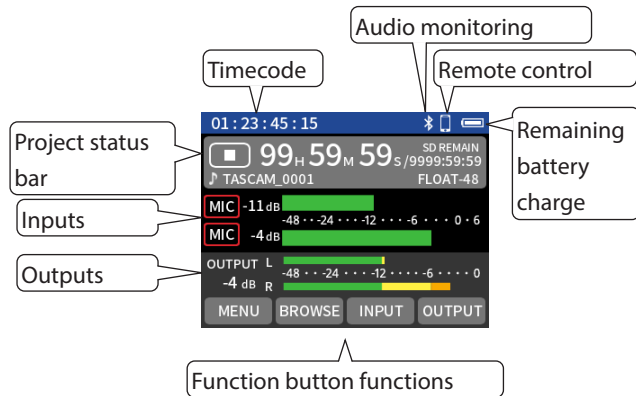 Audio monitoring
Timecode
Remote control
01:23:45:15
Project status
bar
99H 59M 59S/9999:59:59
SD REMAIN
♪ TASCAM_0001
FLOAT-48
Remaining
battery
charge
Inputs
MIC -11 dB
-48 · · -24 · · · · -12 · · · · -6 · · · · 0 · 6
MIC -4 dB
Outputs
OUTPUT L
-48 · · -24 · · · · -12 · · · · -6 · · · · 0
-4 dB R
MENU BROWSE INPUT OUTPUT
Function button functions